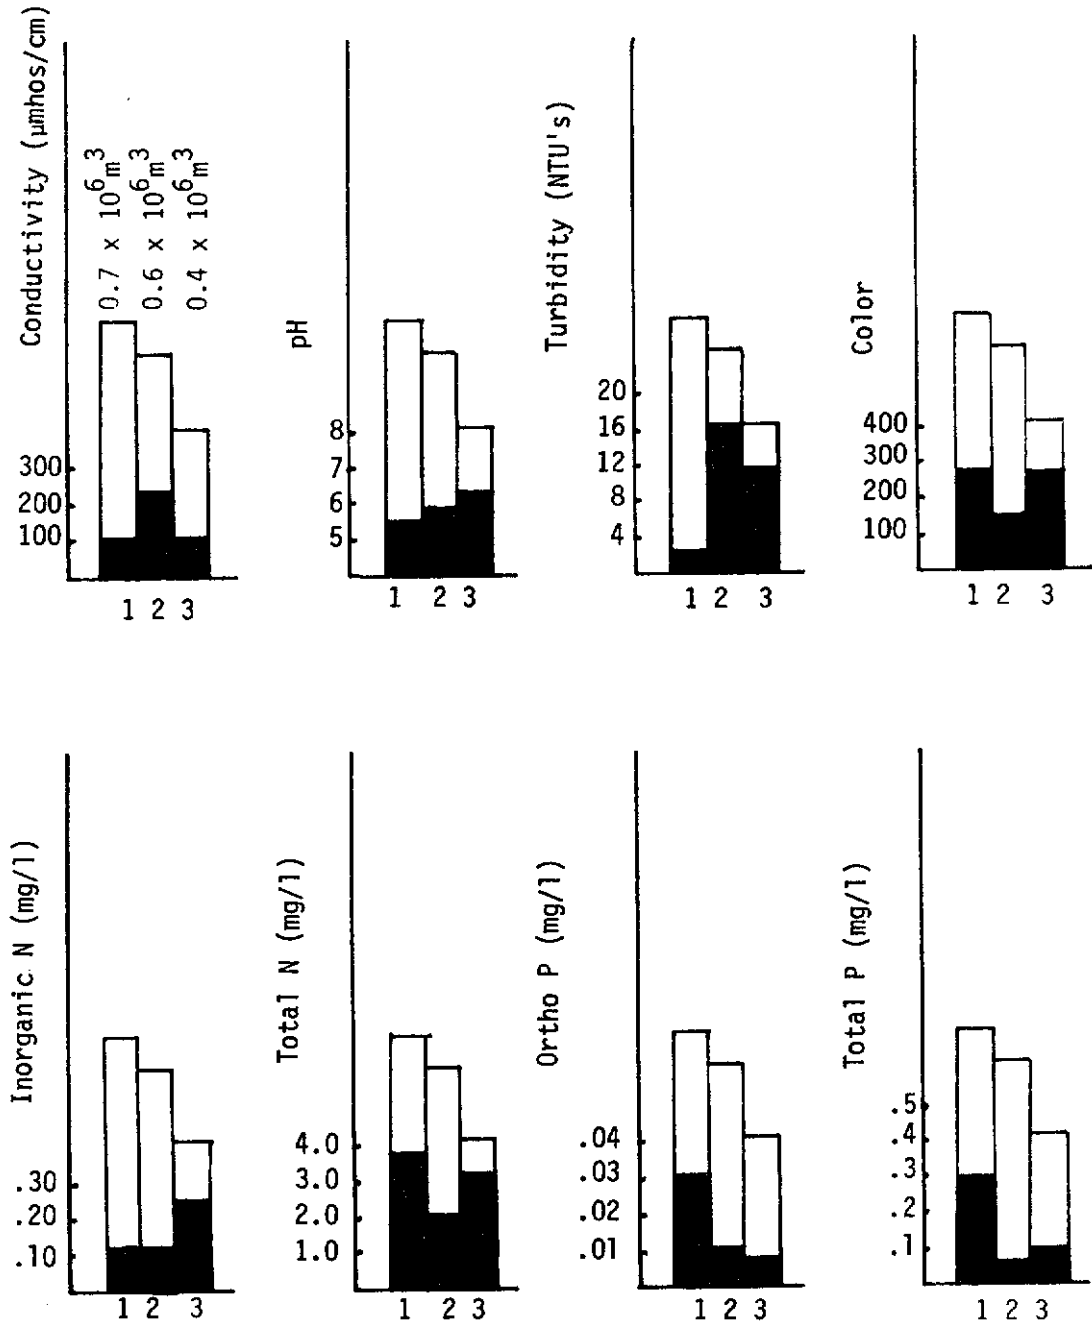 Conductivity (µmhos/cm)
0.7 x 10⁶m³
0.6 x 10⁶m³
0.4 x 10⁶m³
300
200
100
1 2 3
pH
8
7
6
5
1 2 3
Turbidity (NTU's)
20
16
12
8
4
1 2 3
Color
400
300
200
100
1 2 3
Inorganic N (mg/l)
.30
.20
.10
1 2 3
Total N (mg/l)
4.0
3.0
2.0
1.0
1 2 3
Ortho P (mg/l)
.04
.03
.02
.01
1 2 3
Total P (mg/l)
.5
.4
.3
.2
.1
1 2 3